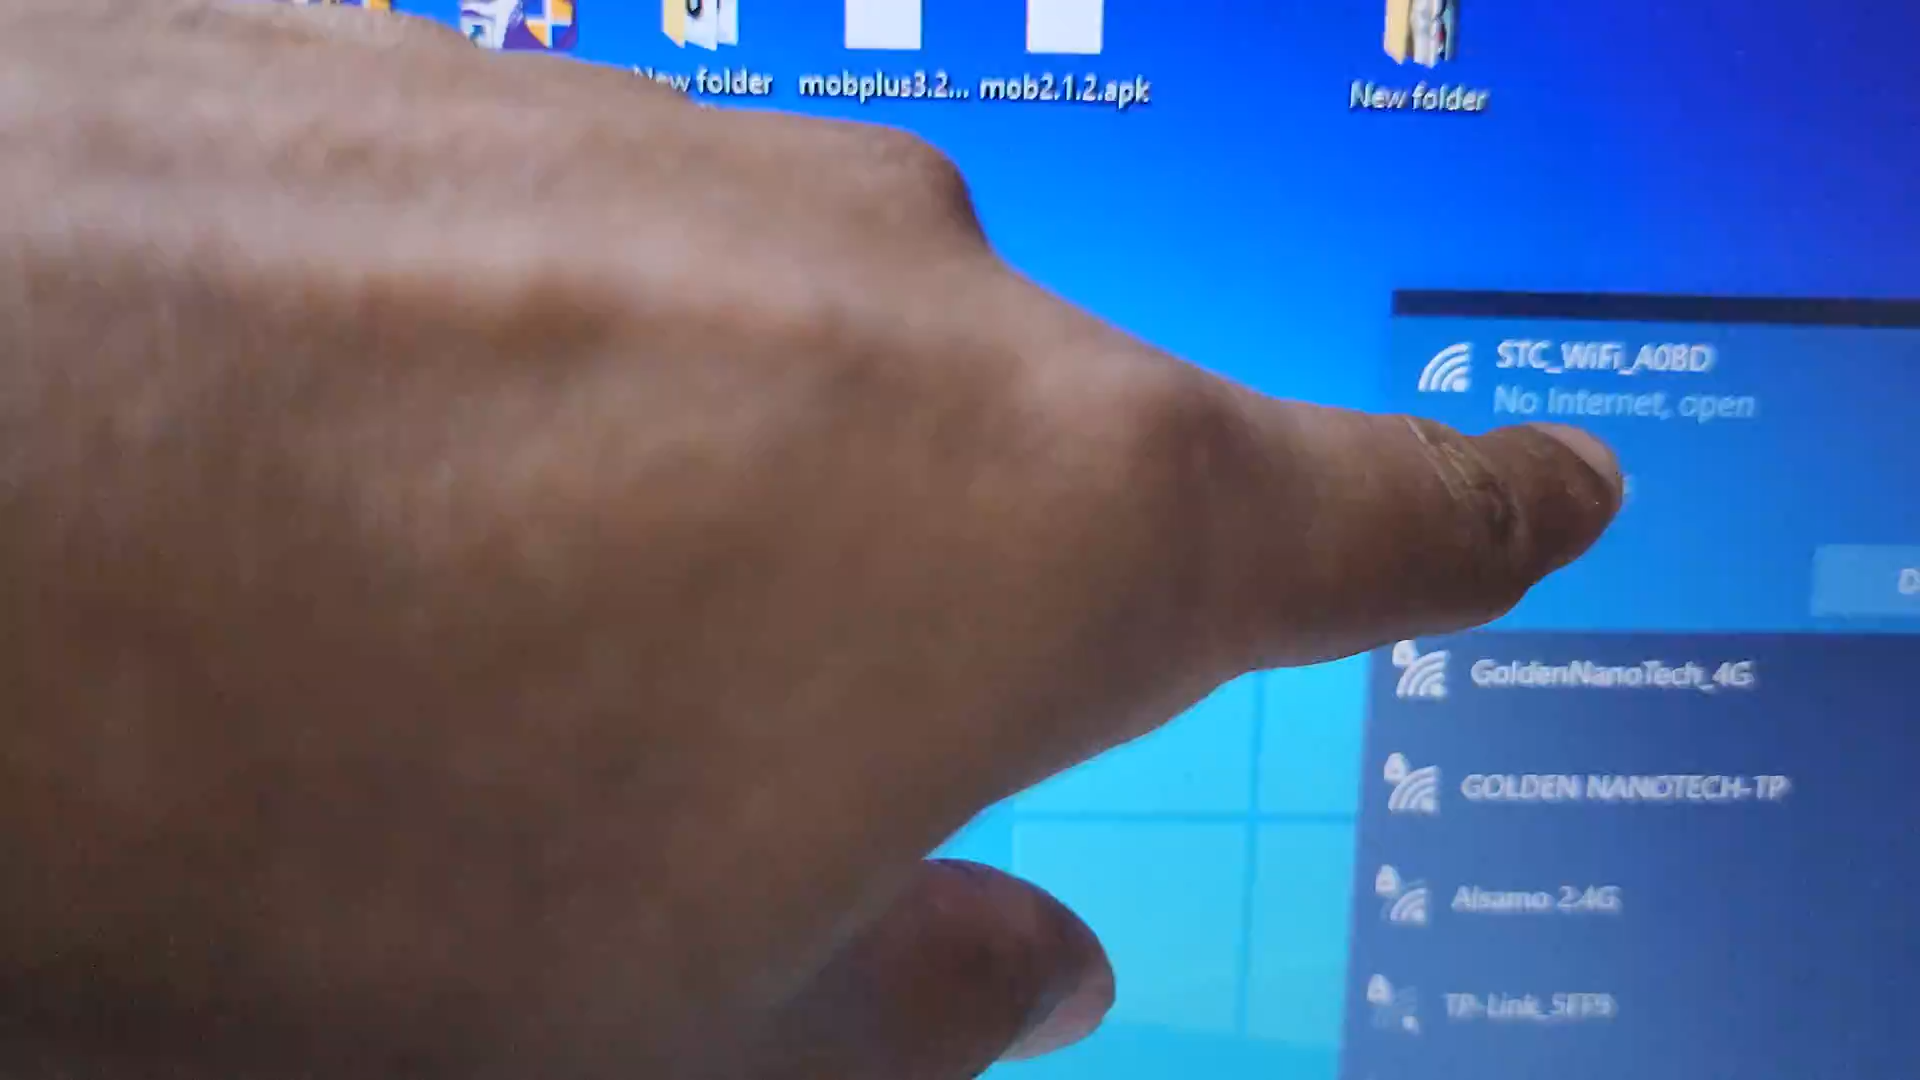 New folder
mobplus3.2...
mob2.1.2.apk
New folder
STC_WiFi_A0BD
No Internet, open
GoldenNanoTech_4G
GOLDEN NANOTECH-TP
Alsamo 2.4G
TP-Link_5FF9